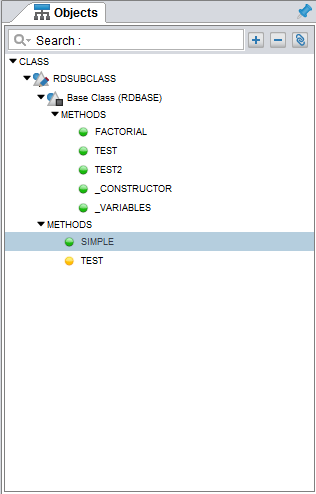 Objects
Search :
CLASS
RDSUBCLASS
Base Class (RDBASE)
METHODS
FACTORIAL
TEST
TEST2
_CONSTRUCTOR
_VARIABLES
METHODS
SIMPLE
TEST